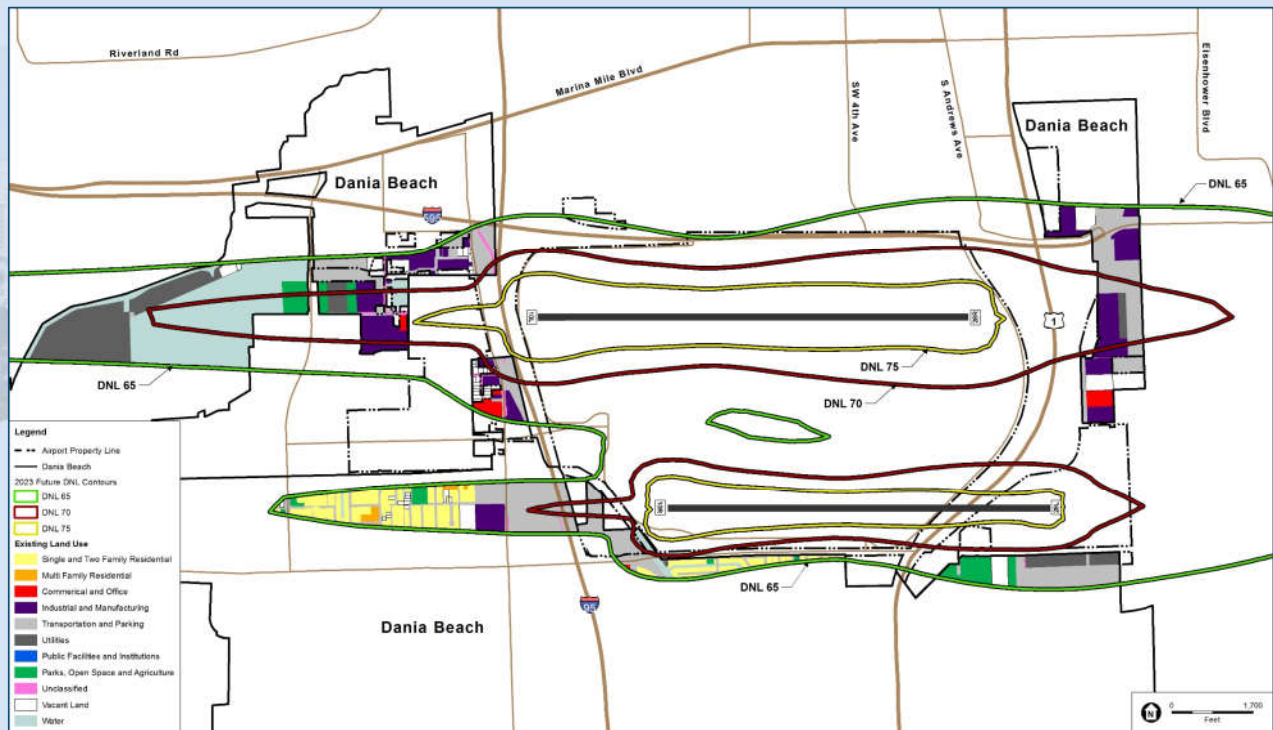 Riverland Rd
Marina Mile Blvd
SW 4th Ave
S Andrews Ave
Eisenhower Blvd
Dania Beach
Dania Beach
DNL 65
595
1
DNL 75
DNL 65
DNL 70
DNL 65
95
Dania Beach
Legend
Airport Property Line
Dania Beach
2023 Future DNL Contours
DNL 65
DNL 70
DNL 75
Existing Land Use
Single and Two Family Residential
Multi Family Residential
Commerical and Office
Industrial and Manufacturing
Transportation and Parking
Utilities
Public Facilities and Institutions
Parks, Open Space and Agriculture
Unclassified
Vacant Land
Water
N
0 1,700
Feet